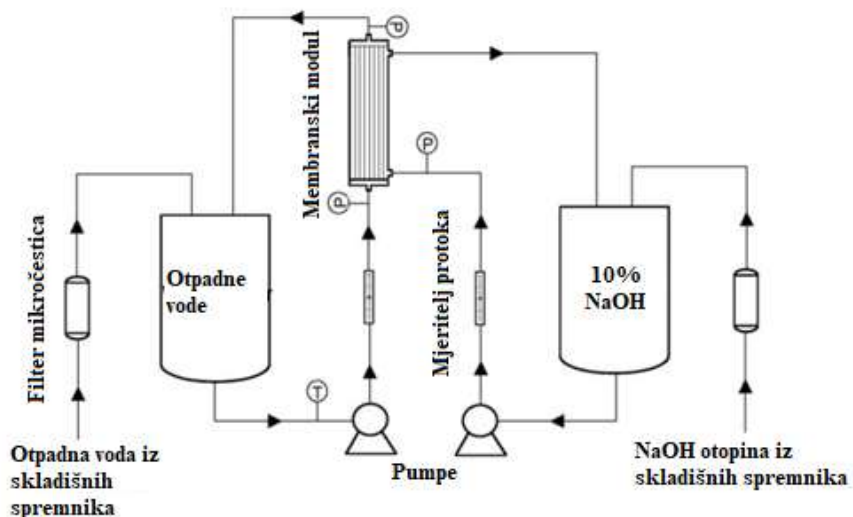 P
Membranski modul
P
P
Filter mikročestica
Otpadne
vode
Mjeritelj protoka
10%
NaOH
T
Otpadna voda iz
skladišnih
spremnika
Pumpe
NaOH otopina iz
skladišnih spremnika